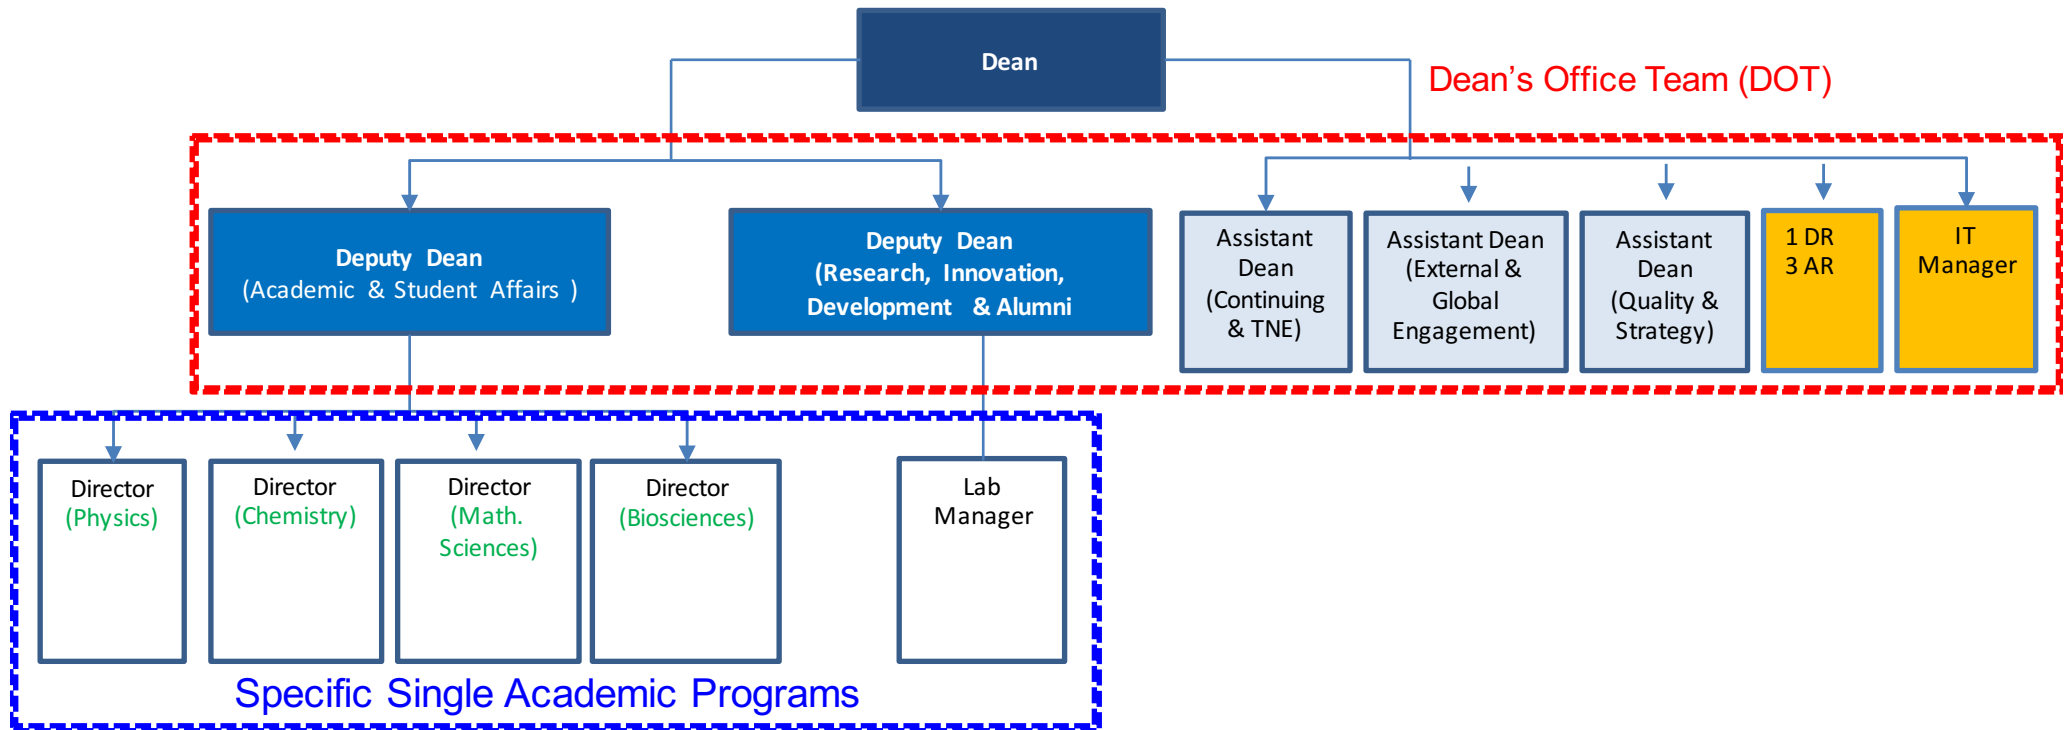 Dean
Dean's Office Team (DOT)
Deputy Dean
(Academic & Student Affairs )
Deputy Dean
(Research, Innovation,
Development & Alumni
Assistant
Dean
(Continuing
& TNE)
Assistant Dean
(External &
Global
Engagement)
Assistant
Dean
(Quality &
Strategy)
1 DR
3 AR
IT
Manager
Director
(Physics)
Director
(Chemistry)
Director
(Math.
Sciences)
Director
(Biosciences)
Lab
Manager
Specific Single Academic Programs